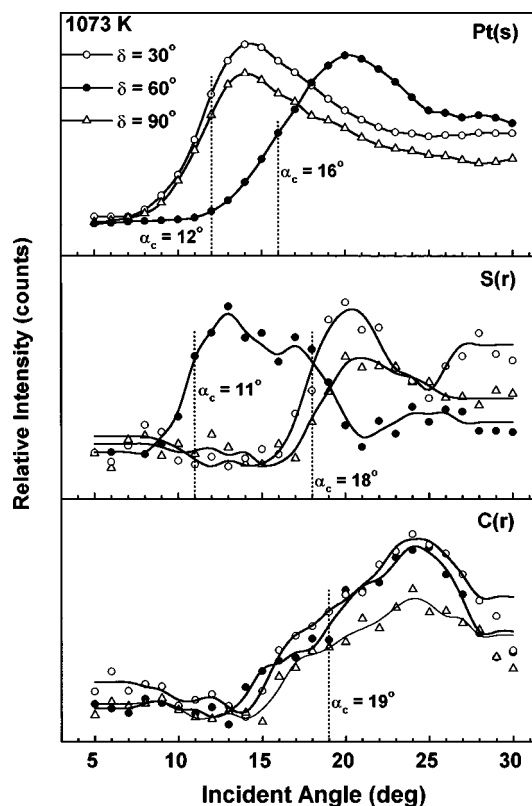 1073 K
Pt(s)
δ = 30°
δ = 60°
δ = 90°
α_c = 16°
α_c = 12°
S(r)
α_c = 11°
α_c = 18°
C(r)
α_c = 19°
Relative Intensity (counts)
5 10 15 20 25 30
Incident Angle (deg)